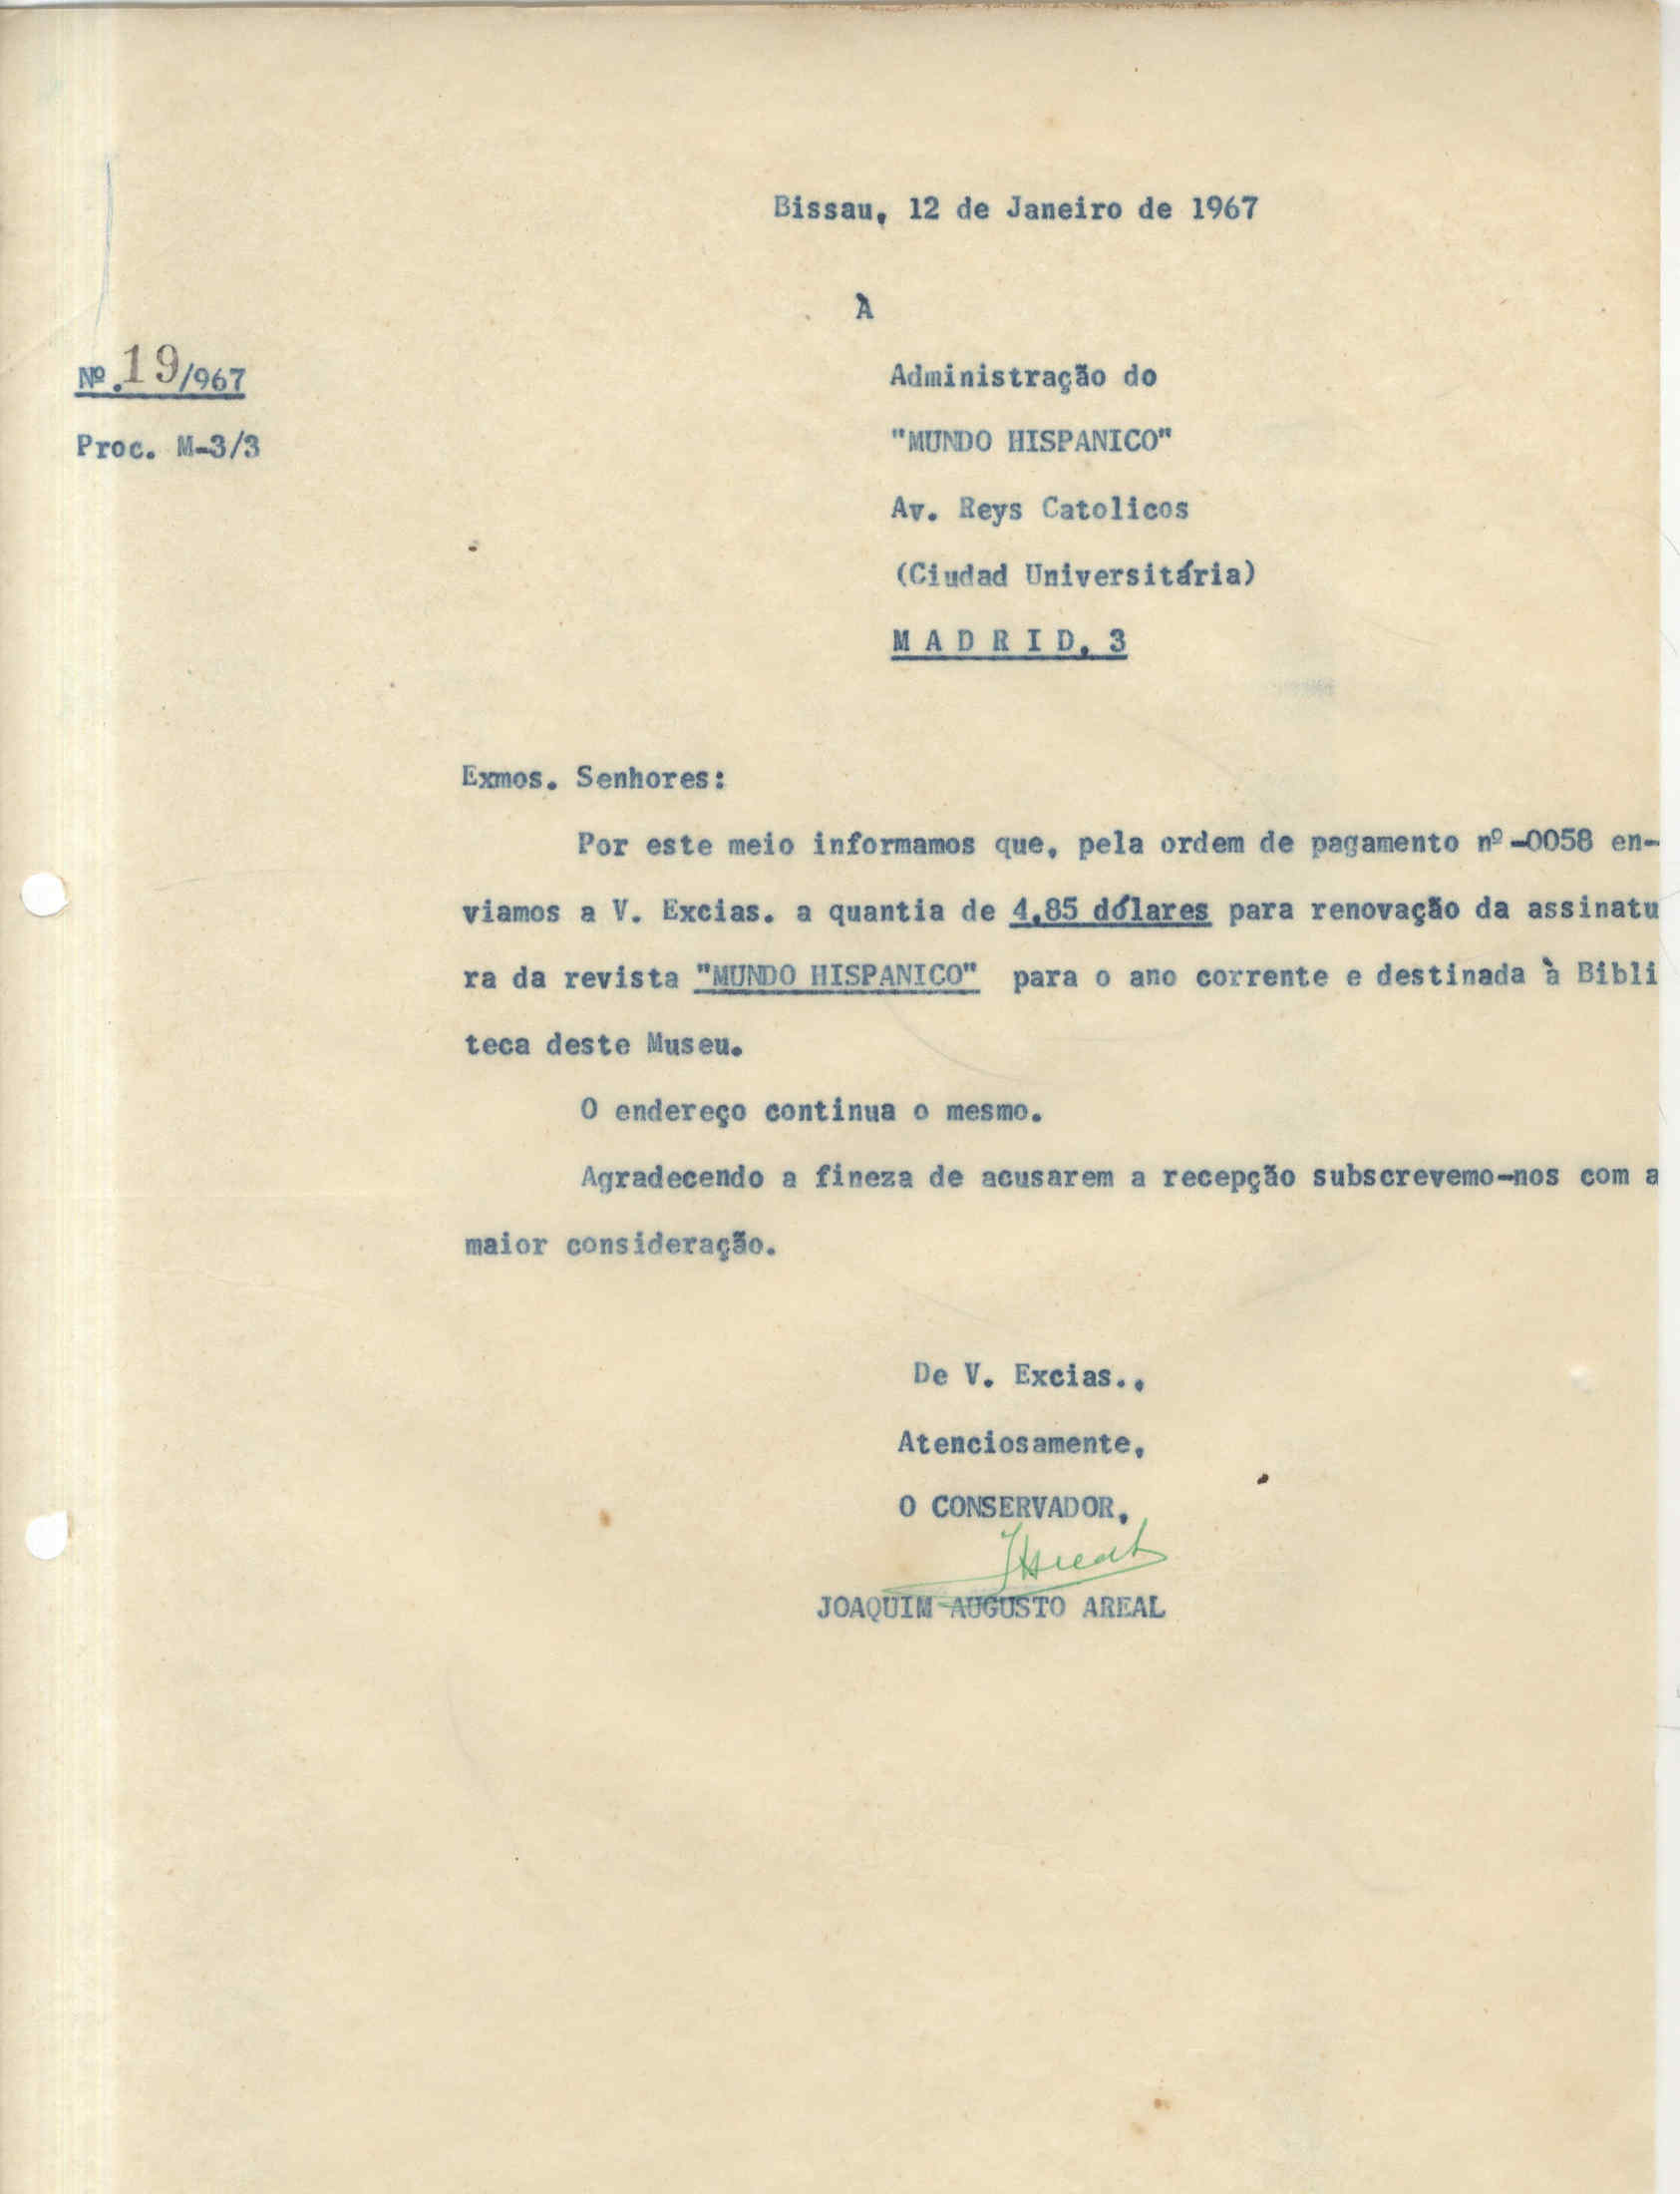 Bissau, 12 de Janeiro de 1967
À
Nº.19/967
Administração do
Proc. M-3/3
"MUNDO HISPANICO"
Av. Reys Catolicos
(Ciudad Universitária)
M A D R I D, 3
Exmos. Senhores:
Por este meio informamos que, pela ordem de pagamento nº-0058 en-
viamos a V. Excias. a quantia de 4,85 dólares para renovação da assinatu
ra da revista "MUNDO HISPANICO" para o ano corrente e destinada à Bibli
teca deste Museu.
O endereço continua o mesmo.
Agradecendo a fineza de acusarem a recepção subscrevemo-nos com a
maior consideração.
De V. Excias.,
Atenciosamente,
O CONSERVADOR,
JOAQUIM AUGUSTO AREAL